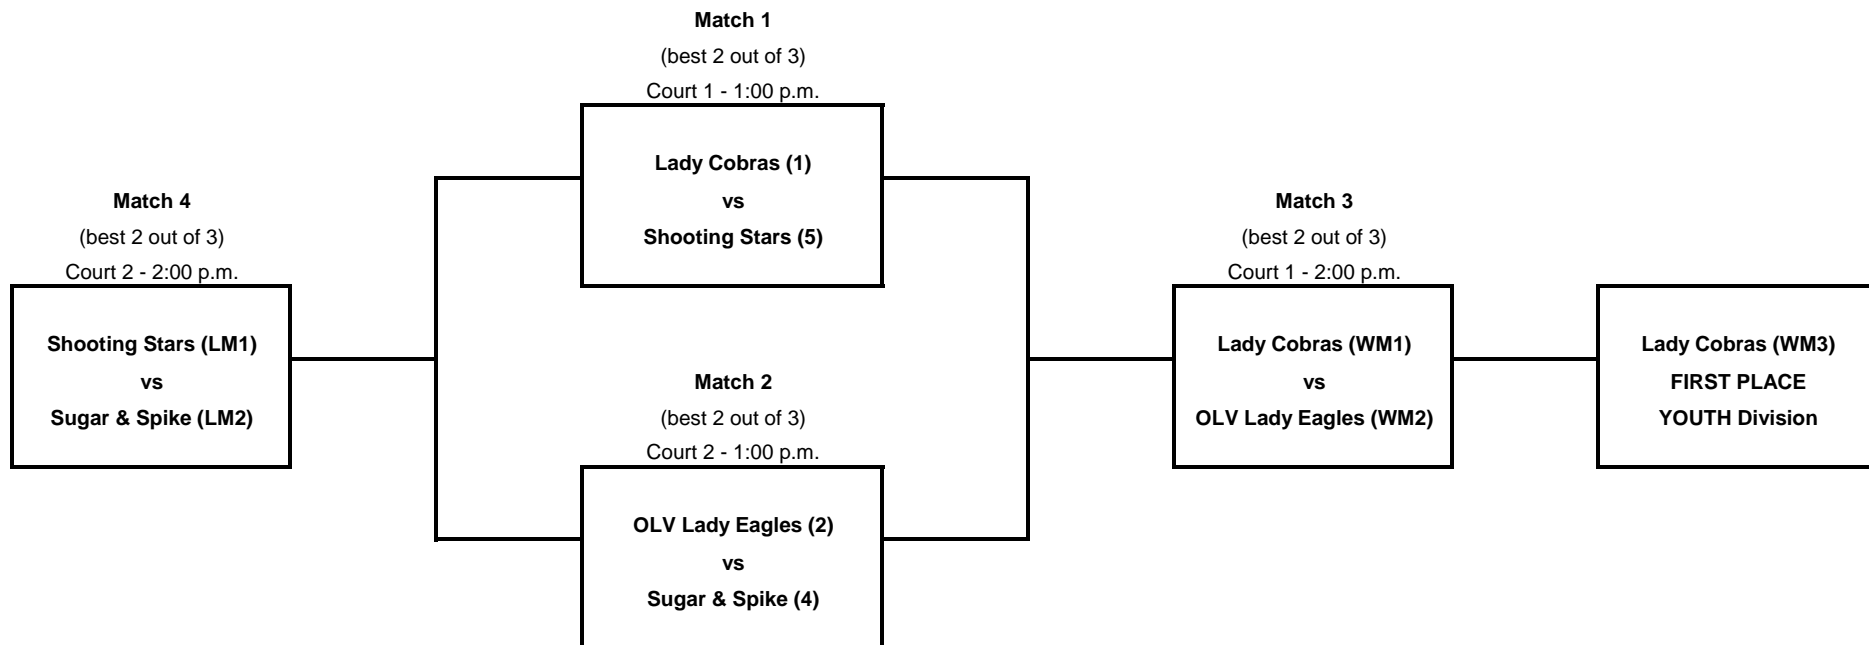 Match 1
(best 2 out of 3)
Court 1 - 1:00 p.m.
Lady Cobras (1)
vs
Shooting Stars (5)
Match 4
(best 2 out of 3)
Court 2 - 2:00 p.m.
Shooting Stars (LM1)
vs
Sugar & Spike (LM2)
Match 2
(best 2 out of 3)
Court 2 - 1:00 p.m.
OLV Lady Eagles (2)
vs
Sugar & Spike (4)
Match 3
(best 2 out of 3)
Court 1 - 2:00 p.m.
Lady Cobras (WM1)
vs
OLV Lady Eagles (WM2)
Lady Cobras (WM3)
FIRST PLACE
YOUTH Division